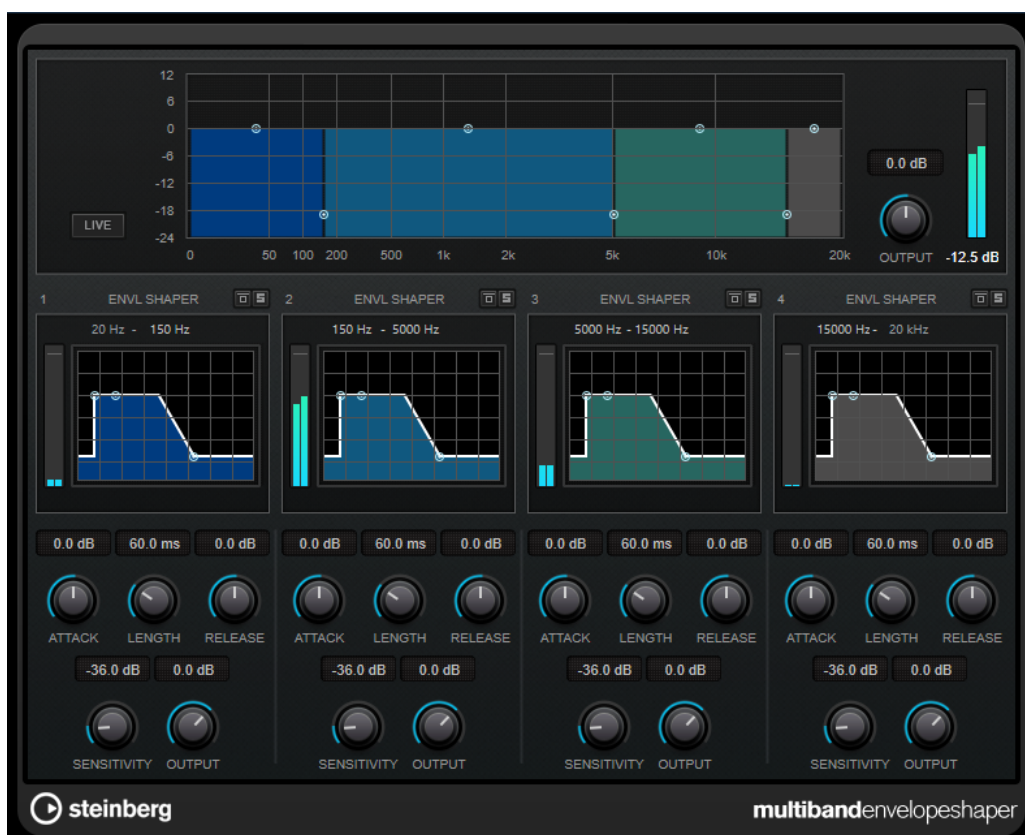 12
6
0
-6
-12
-18
-24
LIVE
0 50 100 200 500 1k 2k 5k 10k 20k
0.0 dB
OUTPUT -12.5 dB
1 ENVL SHAPER S 2 ENVL SHAPER S 3 ENVL SHAPER S 4 ENVL SHAPER S
20 Hz - 150 Hz 150 Hz - 5000 Hz 5000 Hz - 15000 Hz 15000 Hz - 20 kHz
0.0 dB 60.0 ms 0.0 dB 0.0 dB 60.0 ms 0.0 dB 0.0 dB 60.0 ms 0.0 dB 0.0 dB 60.0 ms 0.0 dB
ATTACK LENGTH RELEASE ATTACK LENGTH RELEASE ATTACK LENGTH RELEASE ATTACK LENGTH RELEASE
-36.0 dB 0.0 dB -36.0 dB 0.0 dB -36.0 dB 0.0 dB -36.0 dB 0.0 dB
SENSITIVITY OUTPUT SENSITIVITY OUTPUT SENSITIVITY OUTPUT SENSITIVITY OUTPUT
steinberg multibandenvelopeshaper